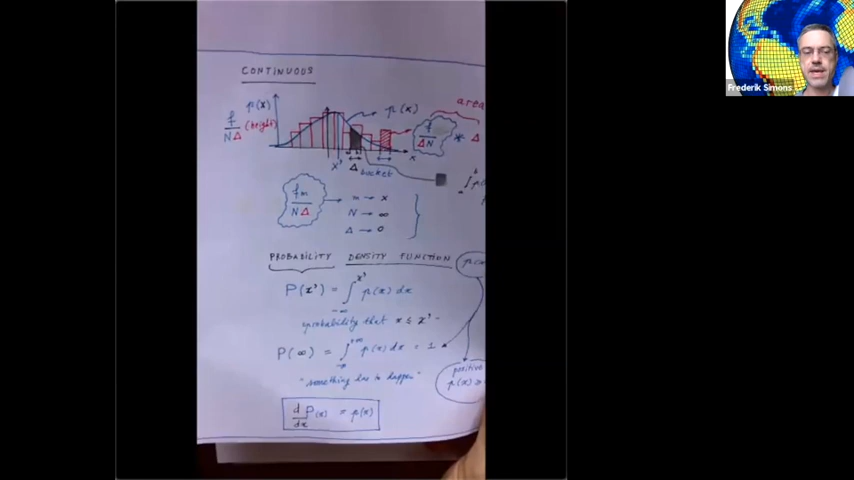 CONTINUOUS
p(x)
p(x)
area
f/NΔ (height)
f/ΔN * Δ
x
x' Δ bucket
fm/NΔ → m → x
N → ∞
Δ → 0
PROBABILITY DENSITY FUNCTION
P(x') = ∫_{-∞}^{x'} p(x) dx
probability that x ≤ x'
P(∞) = ∫_{-∞}^{+∞} p(x) dx = 1
positive
"something has to happen"
d/dx P(x) = p(x)
Frederik Simons